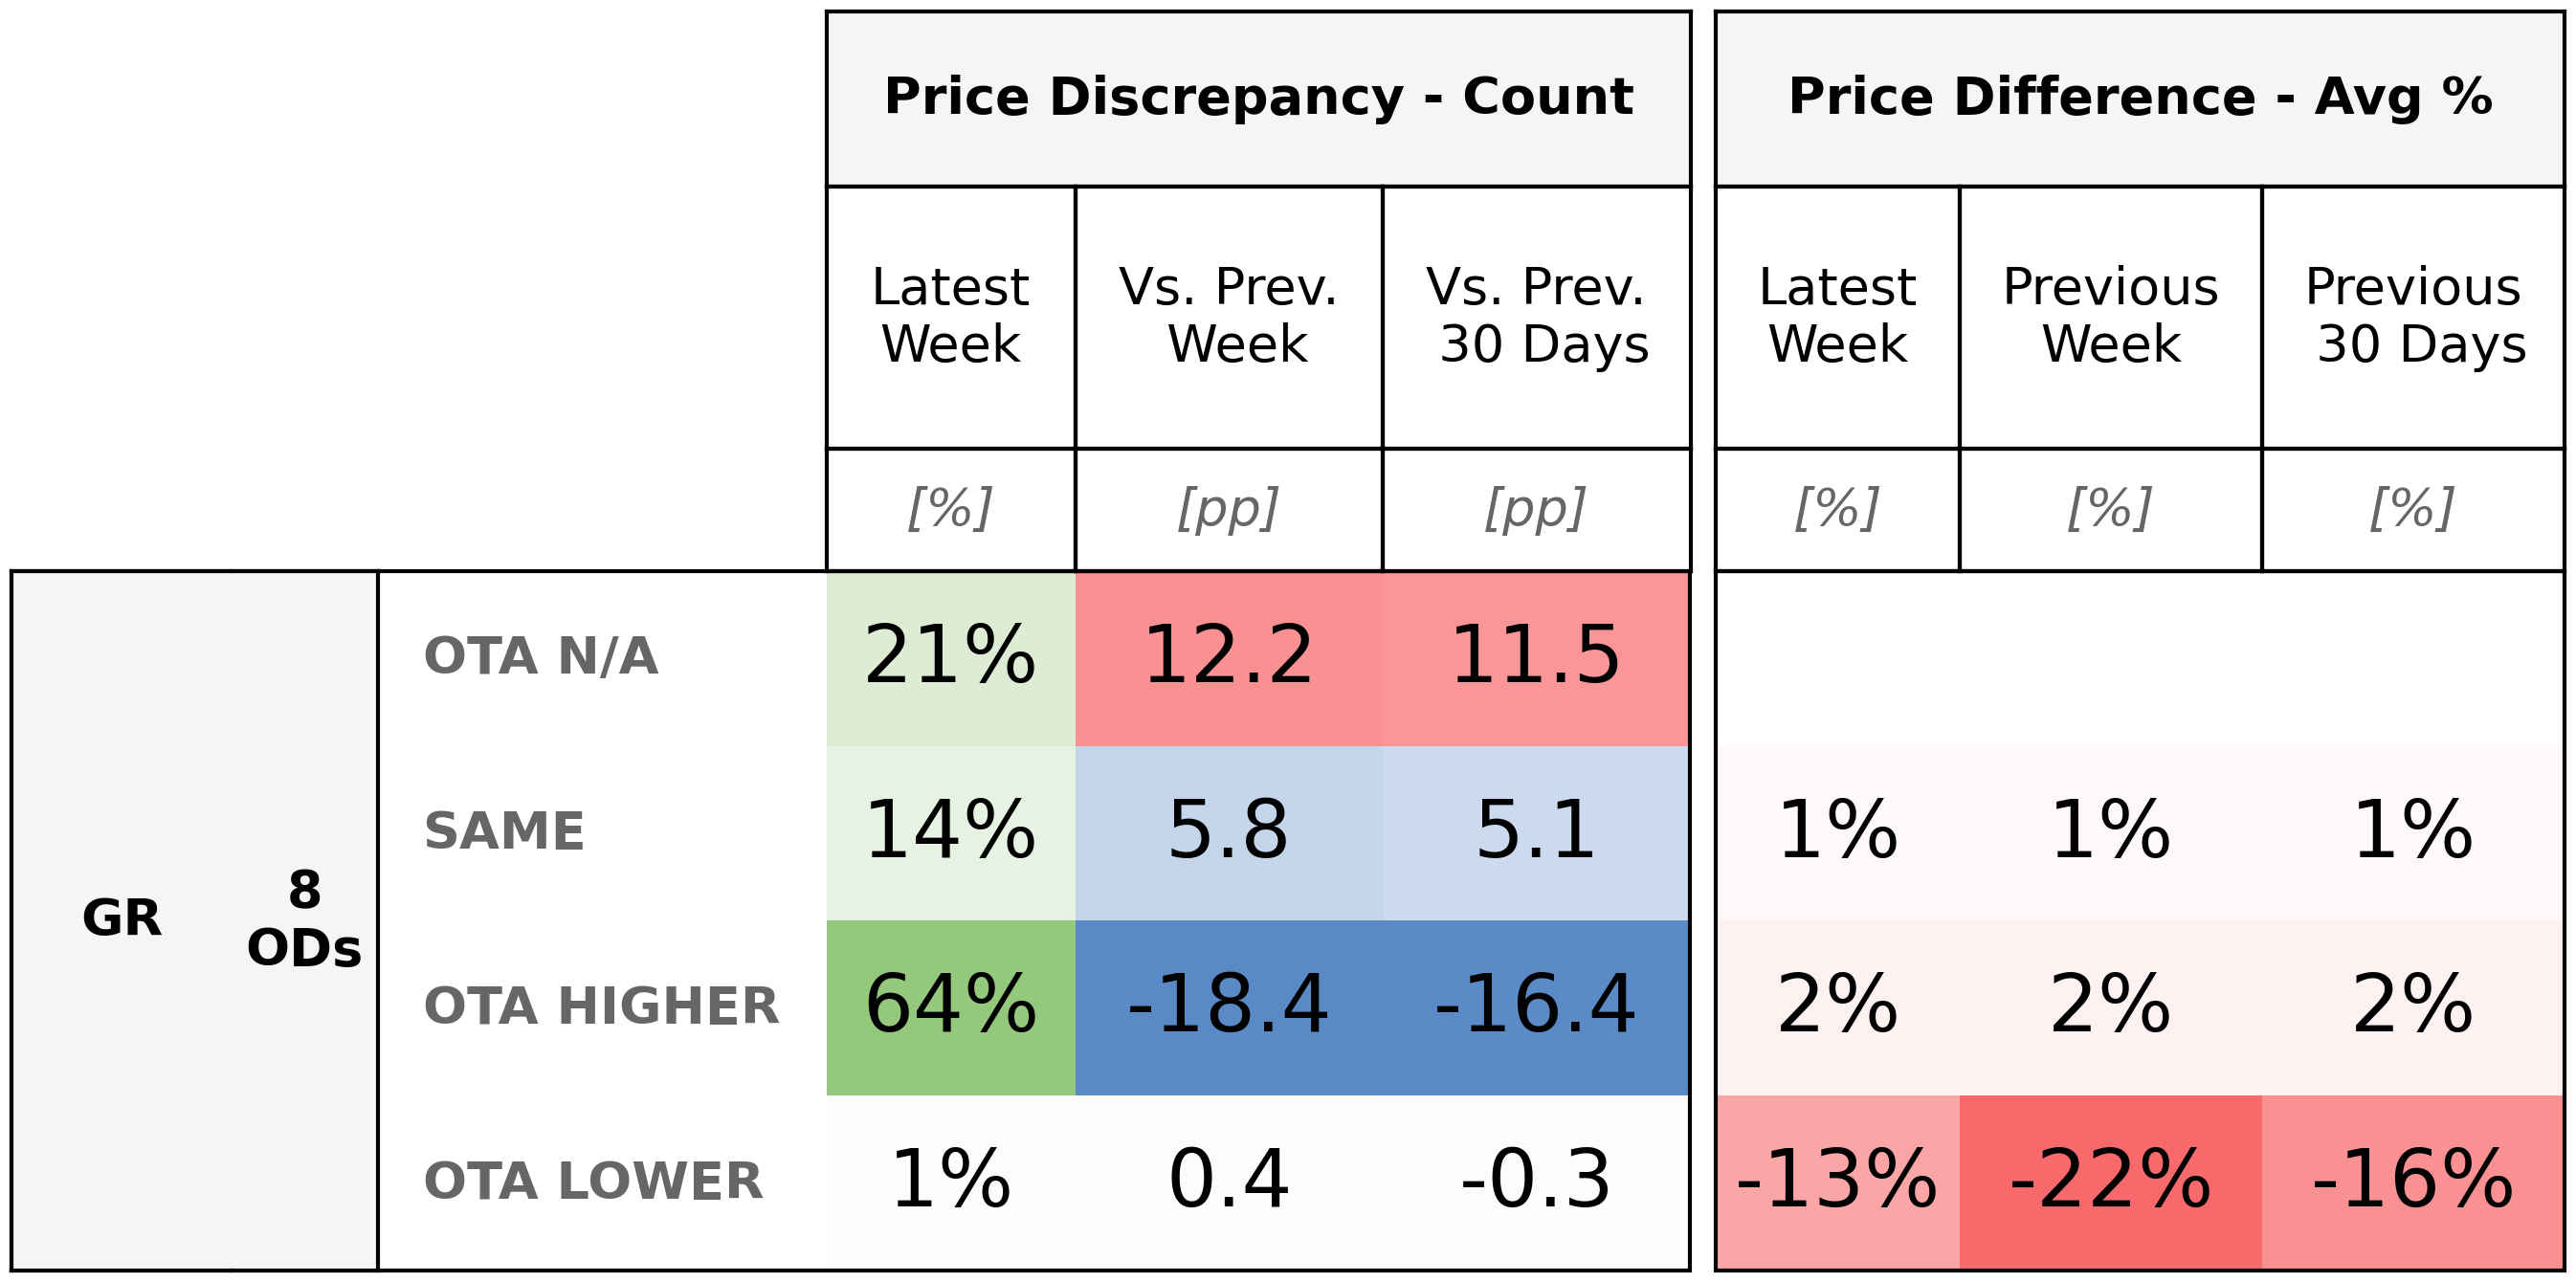 Price Discrepancy - Count
Price Difference - Avg %
Latest Week
Vs. Prev. Week
Vs. Prev. 30 Days
Latest Week
Previous Week
Previous 30 Days
[%] [pp] [pp] [%] [%] [%]
GR
8 ODs
OTA N/A 21% 12.2 11.5
SAME 14% 5.8 5.1 1% 1% 1%
OTA HIGHER 64% -18.4 -16.4 2% 2% 2%
OTA LOWER 1% 0.4 -0.3 -13% -22% -16%